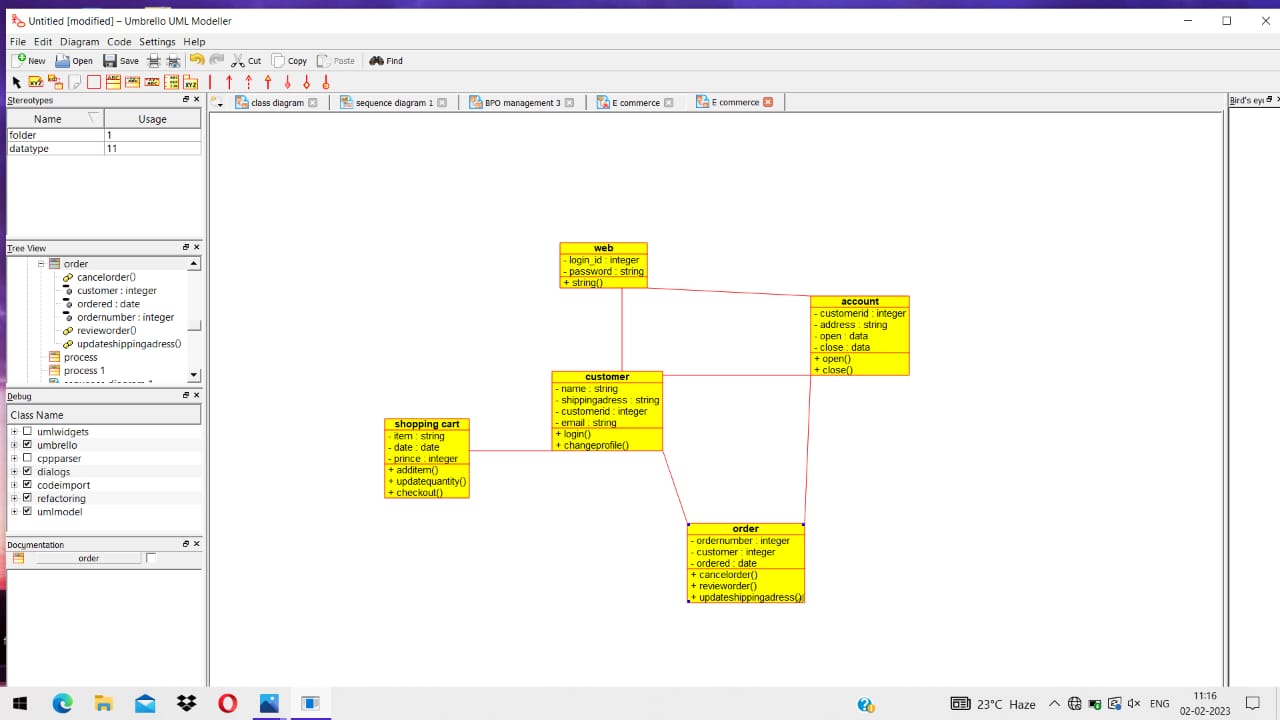 Untitled [modified] – Umbrello UML Modeller
File Edit Diagram Code Settings Help
New Open Save Cut Copy Paste Find
Stereotypes
Name Usage
folder 1
datatype 11
class diagram sequence diagram 1 BPO management 3 E commerce E commerce
Bird's ey
Tree View
order
cancelorder()
customer : integer
ordered : date
ordernumber : integer
revieworder()
updateshippingadress()
process
process 1
Debug
Class Name
umlwidgets
umbrello
cppparser
dialogs
codeimport
refactoring
umlmodel
Documentation
order
web
- login_id : integer
- password : string
+ string()
account
- customerid : integer
- address : string
- open : data
- close : data
+ open()
+ close()
customer
- name : string
- shippingadress : string
- customerid : integer
- email : string
+ login()
+ changeprofile()
shopping cart
- item : string
- date : date
- prince : integer
+ additem()
+ updatequantity()
+ checkout()
order
- ordernumber : integer
- customer : integer
- ordered : date
+ cancelorder()
+ revieworder()
+ updateshippingadress()
23°C Haze ENG
11:16
02-02-2023